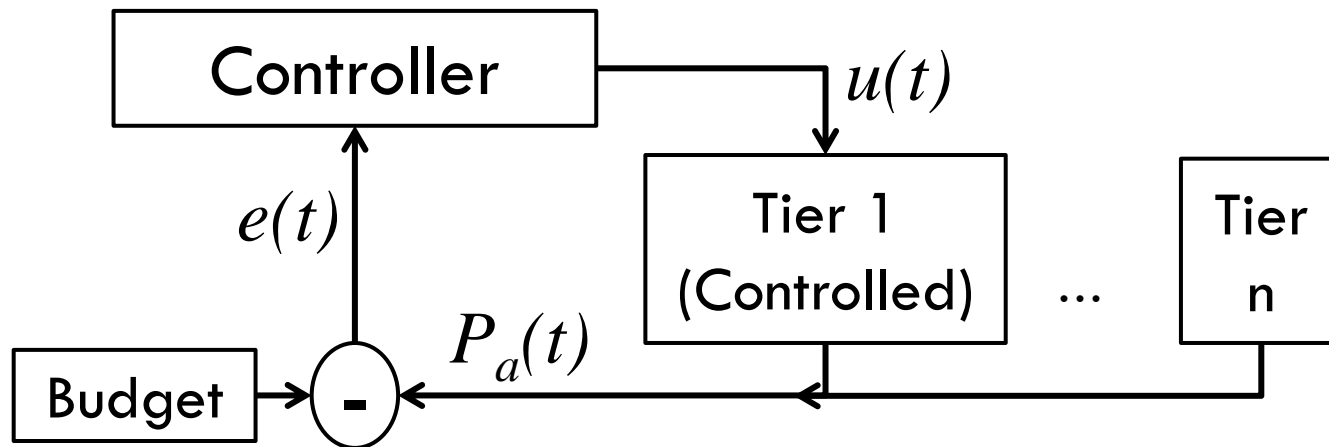 Controller
u(t)
e(t)
Tier 1
(Controlled)
...
Tier
n
P_a(t)
Budget
-